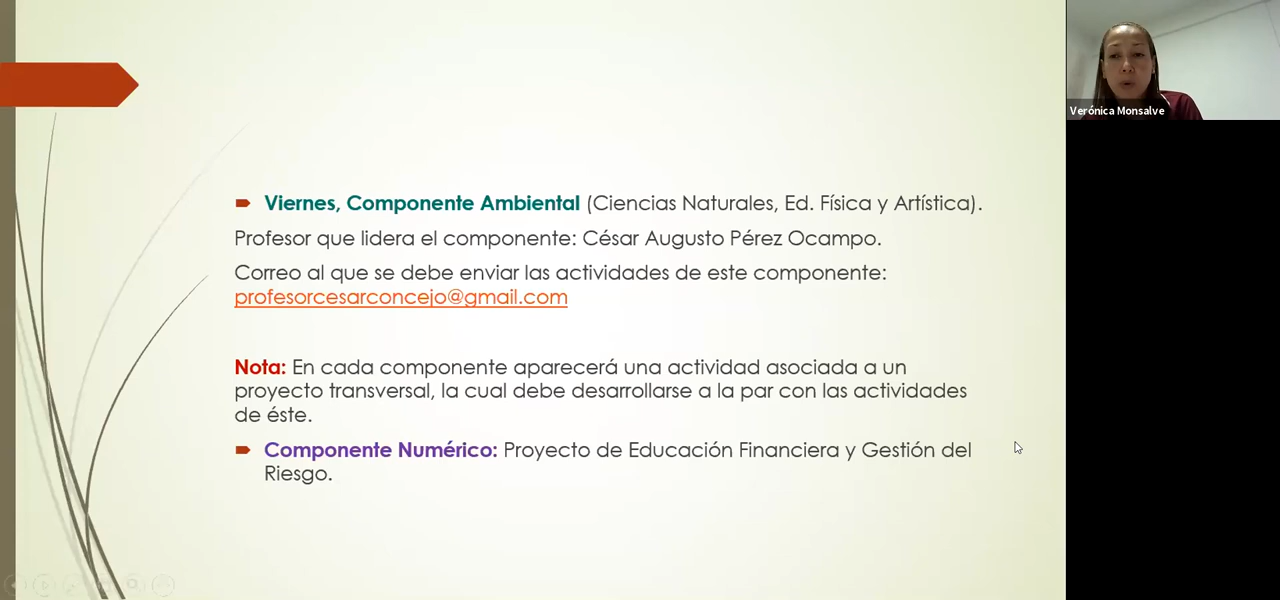 Verónica Monsalve
Viernes, Componente Ambiental (Ciencias Naturales, Ed. Física y Artística).
Profesor que lidera el componente: César Augusto Pérez Ocampo.
Correo al que se debe enviar las actividades de este componente:
profesorcesarconcejo@gmail.com
Nota: En cada componente aparecerá una actividad asociada a un
proyecto transversal, la cual debe desarrollarse a la par con las actividades
de éste.
Componente Numérico: Proyecto de Educación Financiera y Gestión del
Riesgo.